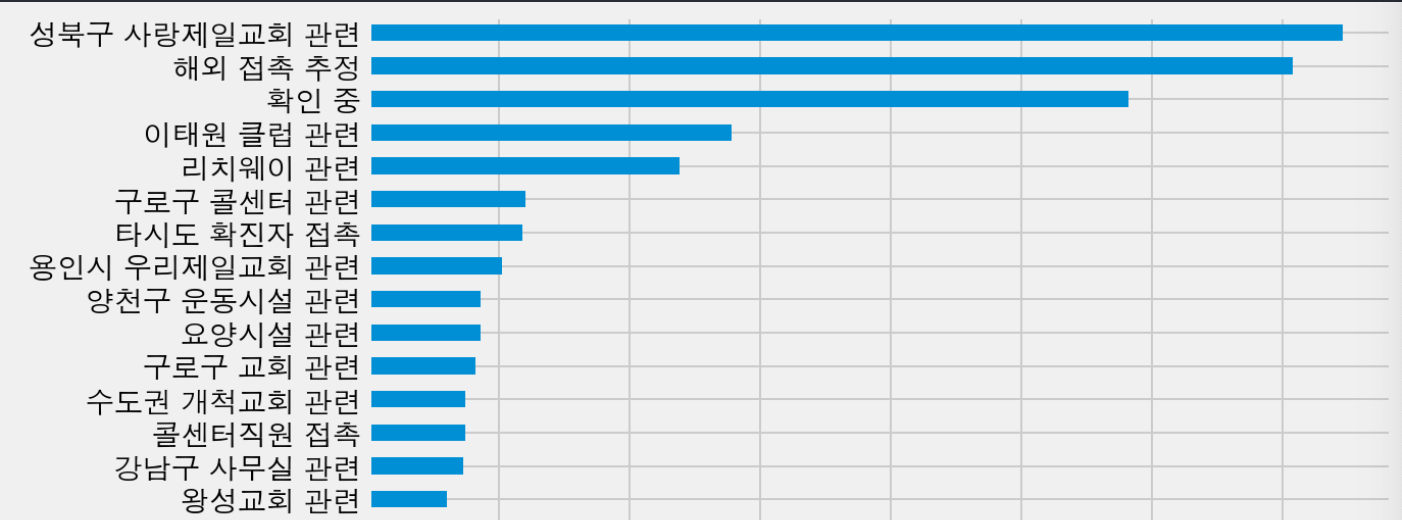 성북구 사랑제일교회 관련
해외 접촉 추정
확인 중
이태원 클럽 관련
리치웨이 관련
구로구 콜센터 관련
타시도 확진자 접촉
용인시 우리제일교회 관련
양천구 운동시설 관련
요양시설 관련
구로구 교회 관련
수도권 개척교회 관련
콜센터직원 접촉
강남구 사무실 관련
왕성교회 관련